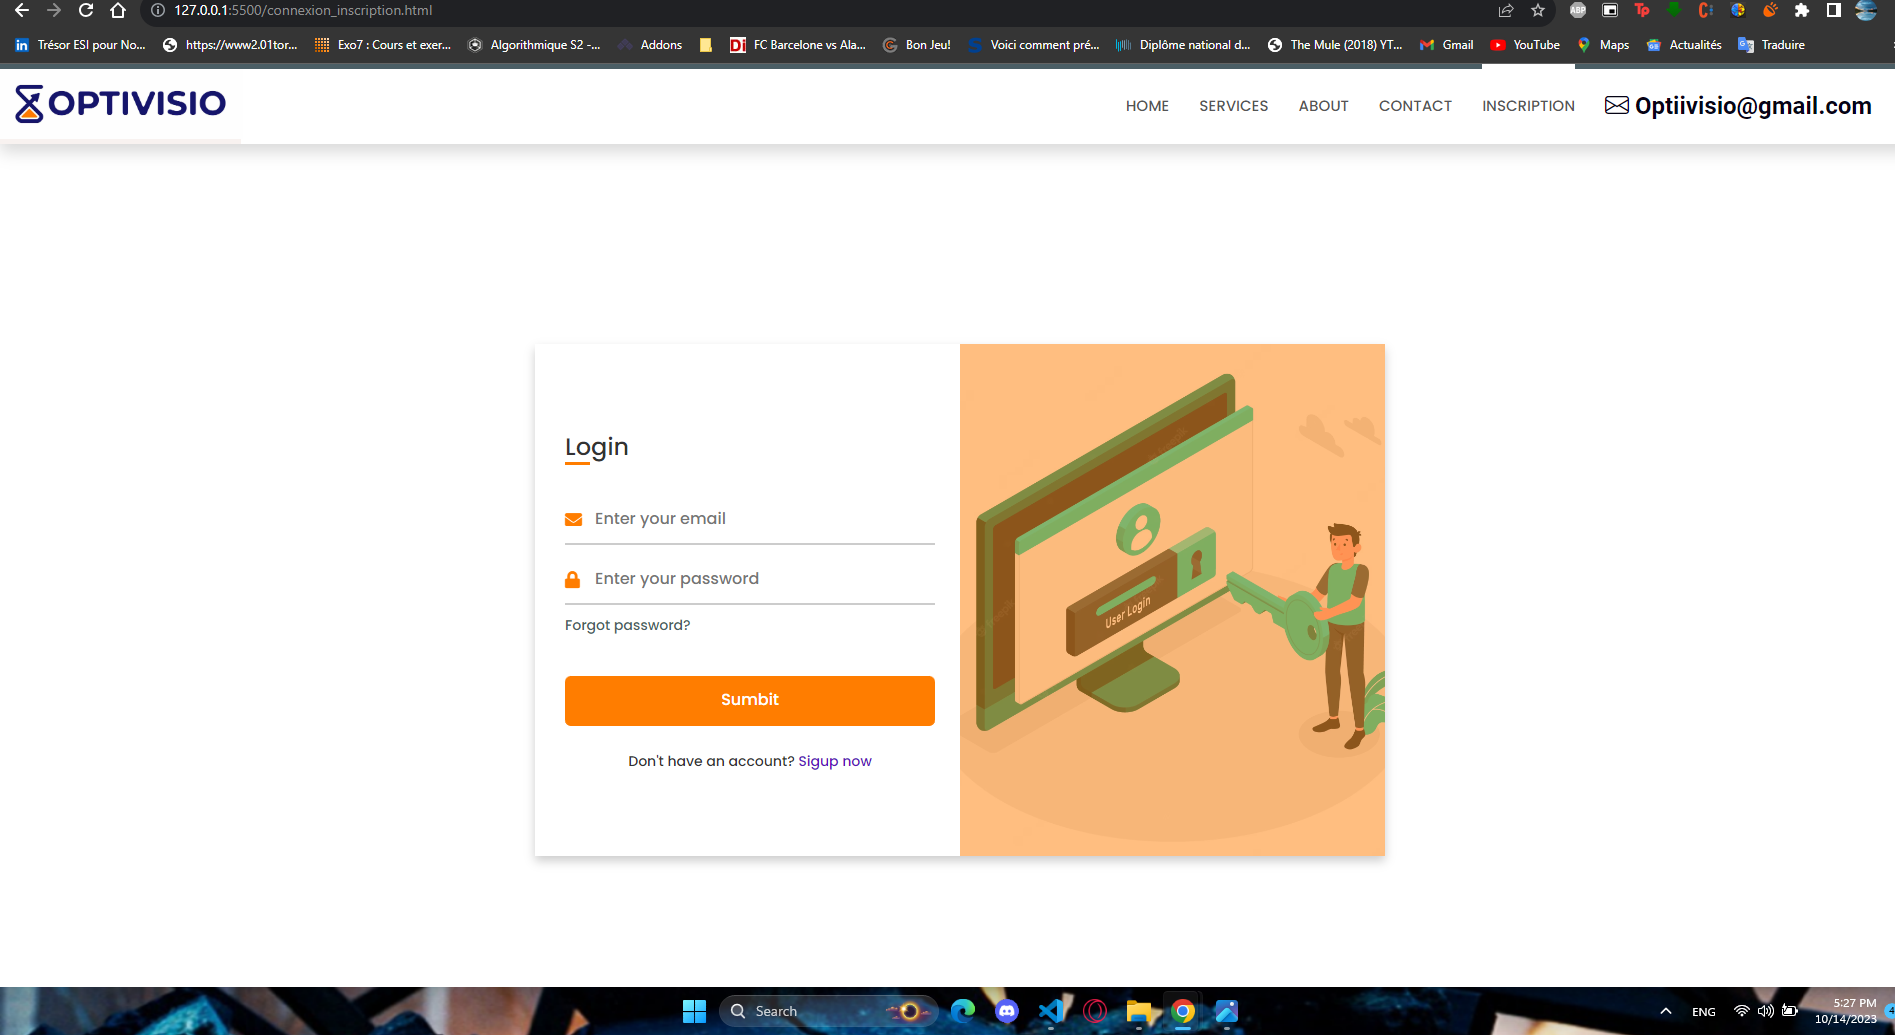 127.0.0.1:5500/connexion_inscription.html
ABP
Tp
Trésor ESI pour No... https://www2.01tor... Exo7 : Cours et exer... Algorithmique S2 -... Addons FC Barcelone vs Ala... Bon Jeu! Voici comment pré... Diplôme national d... The Mule (2018) YT... Gmail YouTube Maps Actualités Traduire
OPTIVISIO
HOME SERVICES ABOUT CONTACT INSCRIPTION Optiivisio@gmail.com
Login
Enter your email
Enter your password
Forgot password?
Sumbit
Don't have an account? Sigup now
User Login
Search
ENG
5:27 PM
10/14/2023